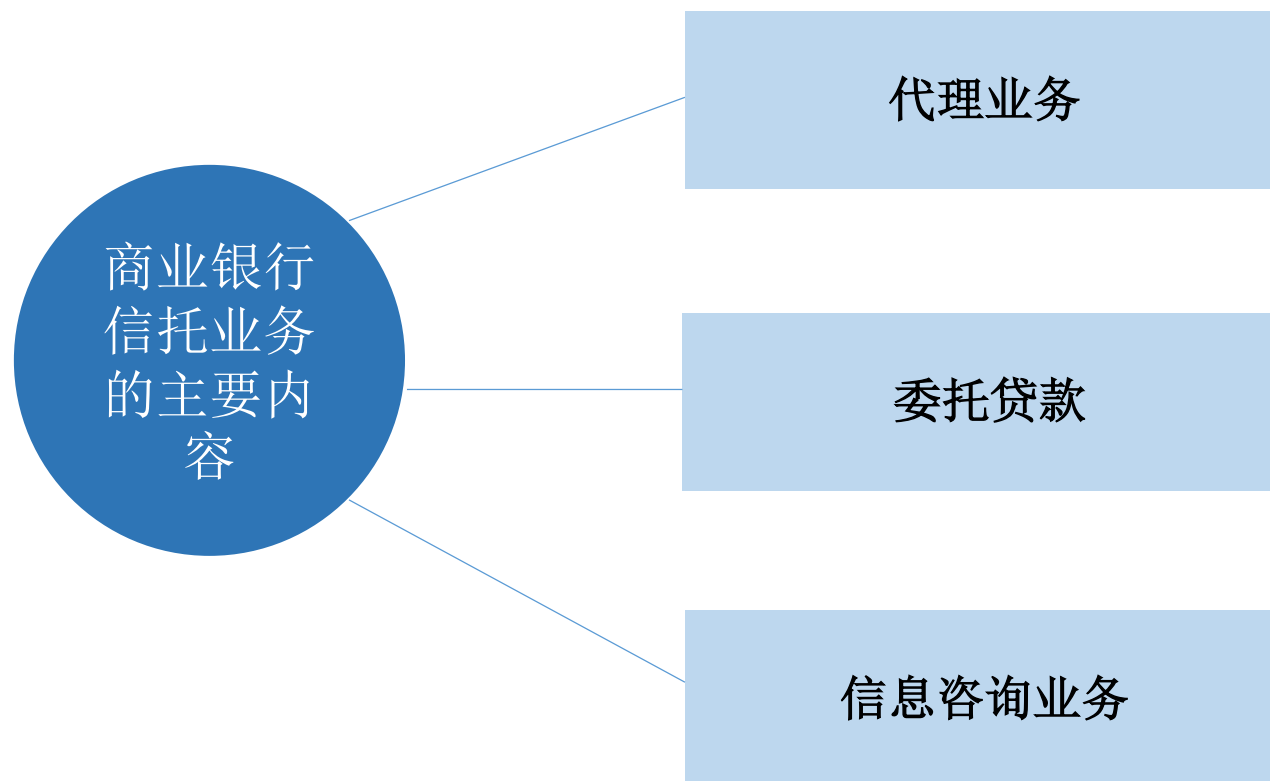 商业银行
信托业务
的主要内
容
代理业务
委托贷款
信息咨询业务